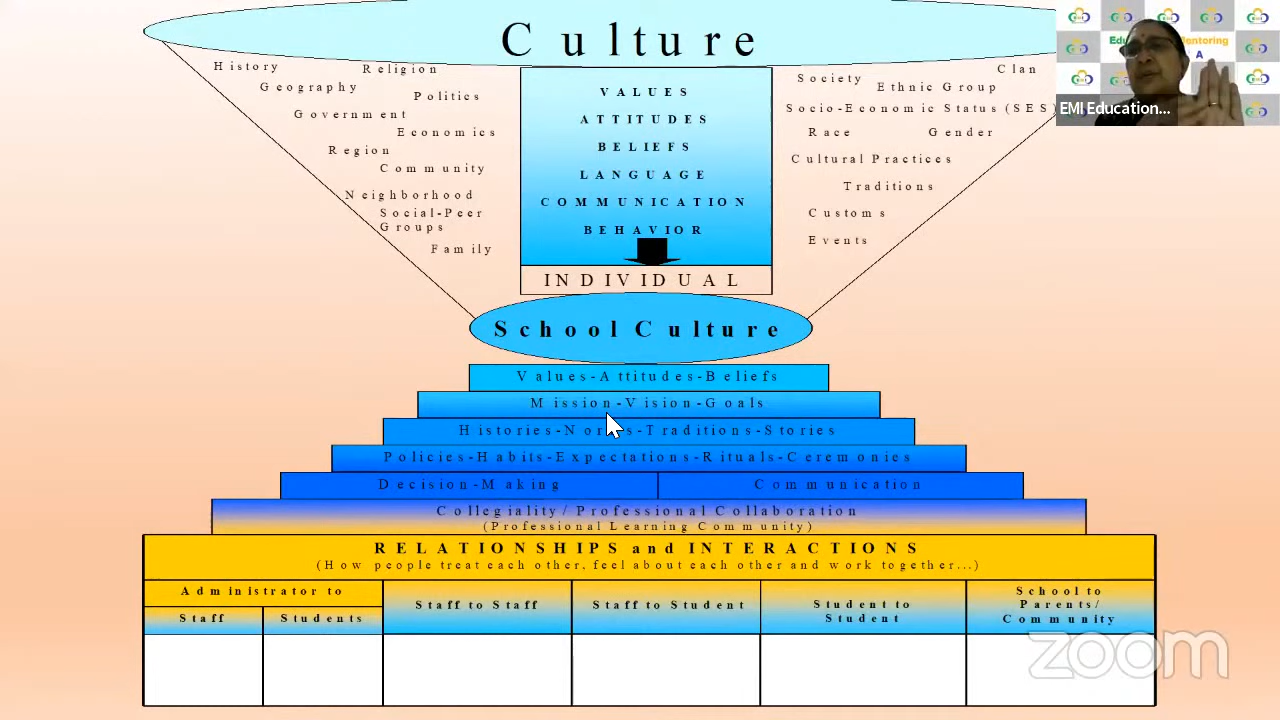 Culture
History
Religion
Geography
Politics
Government
Economics
Region
Community
Neighborhood
Social-Peer
Groups
Family
VALUES
ATTITUDES
BELIEFS
LANGUAGE
COMMUNICATION
BEHAVIOR
INDIVIDUAL
Society
Clan
Ethnic Group
Socio-Economic Status (SES)
Race
Gender
Cultural Practices
Traditions
Customs
Events
EMI Education...
School Culture
Values-Attitudes-Beliefs
Mission-Vision-Goals
Histories-Norms-Traditions-Stories
Policies-Habits-Expectations-Rituals-Ceremonies
Decision-Making
Communication
Collegiality/ Professional Collaboration
(Professional Learning Community)
RELATIONSHIPS and INTERACTIONS
(How people treat each other, feel about each other and work together...)
Administrator to
Staff
Students
Staff to Staff
Staff to Student
Student to
Student
School to
Parents/
Community
zoom